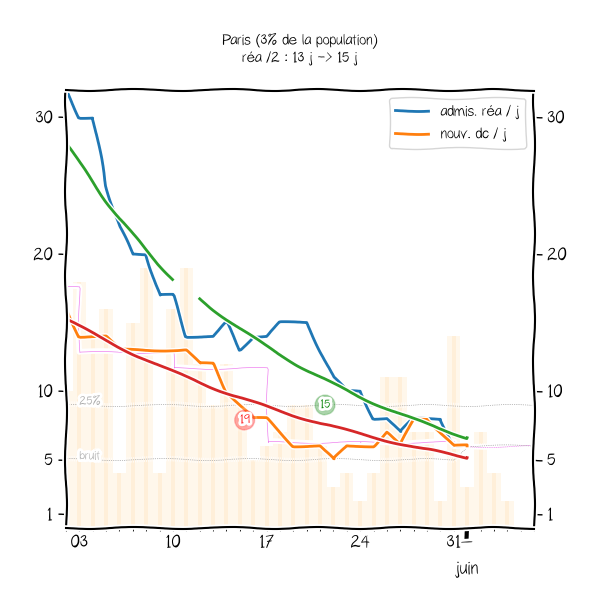 Paris (3% de la population)
réa /2 : 13 j -> 15 j
admis. réa / j
nouv. dc / j
30
30
20
20
10
10
25%
15
19
bruit
5
5
1
1
03 10 17 24 31
juin